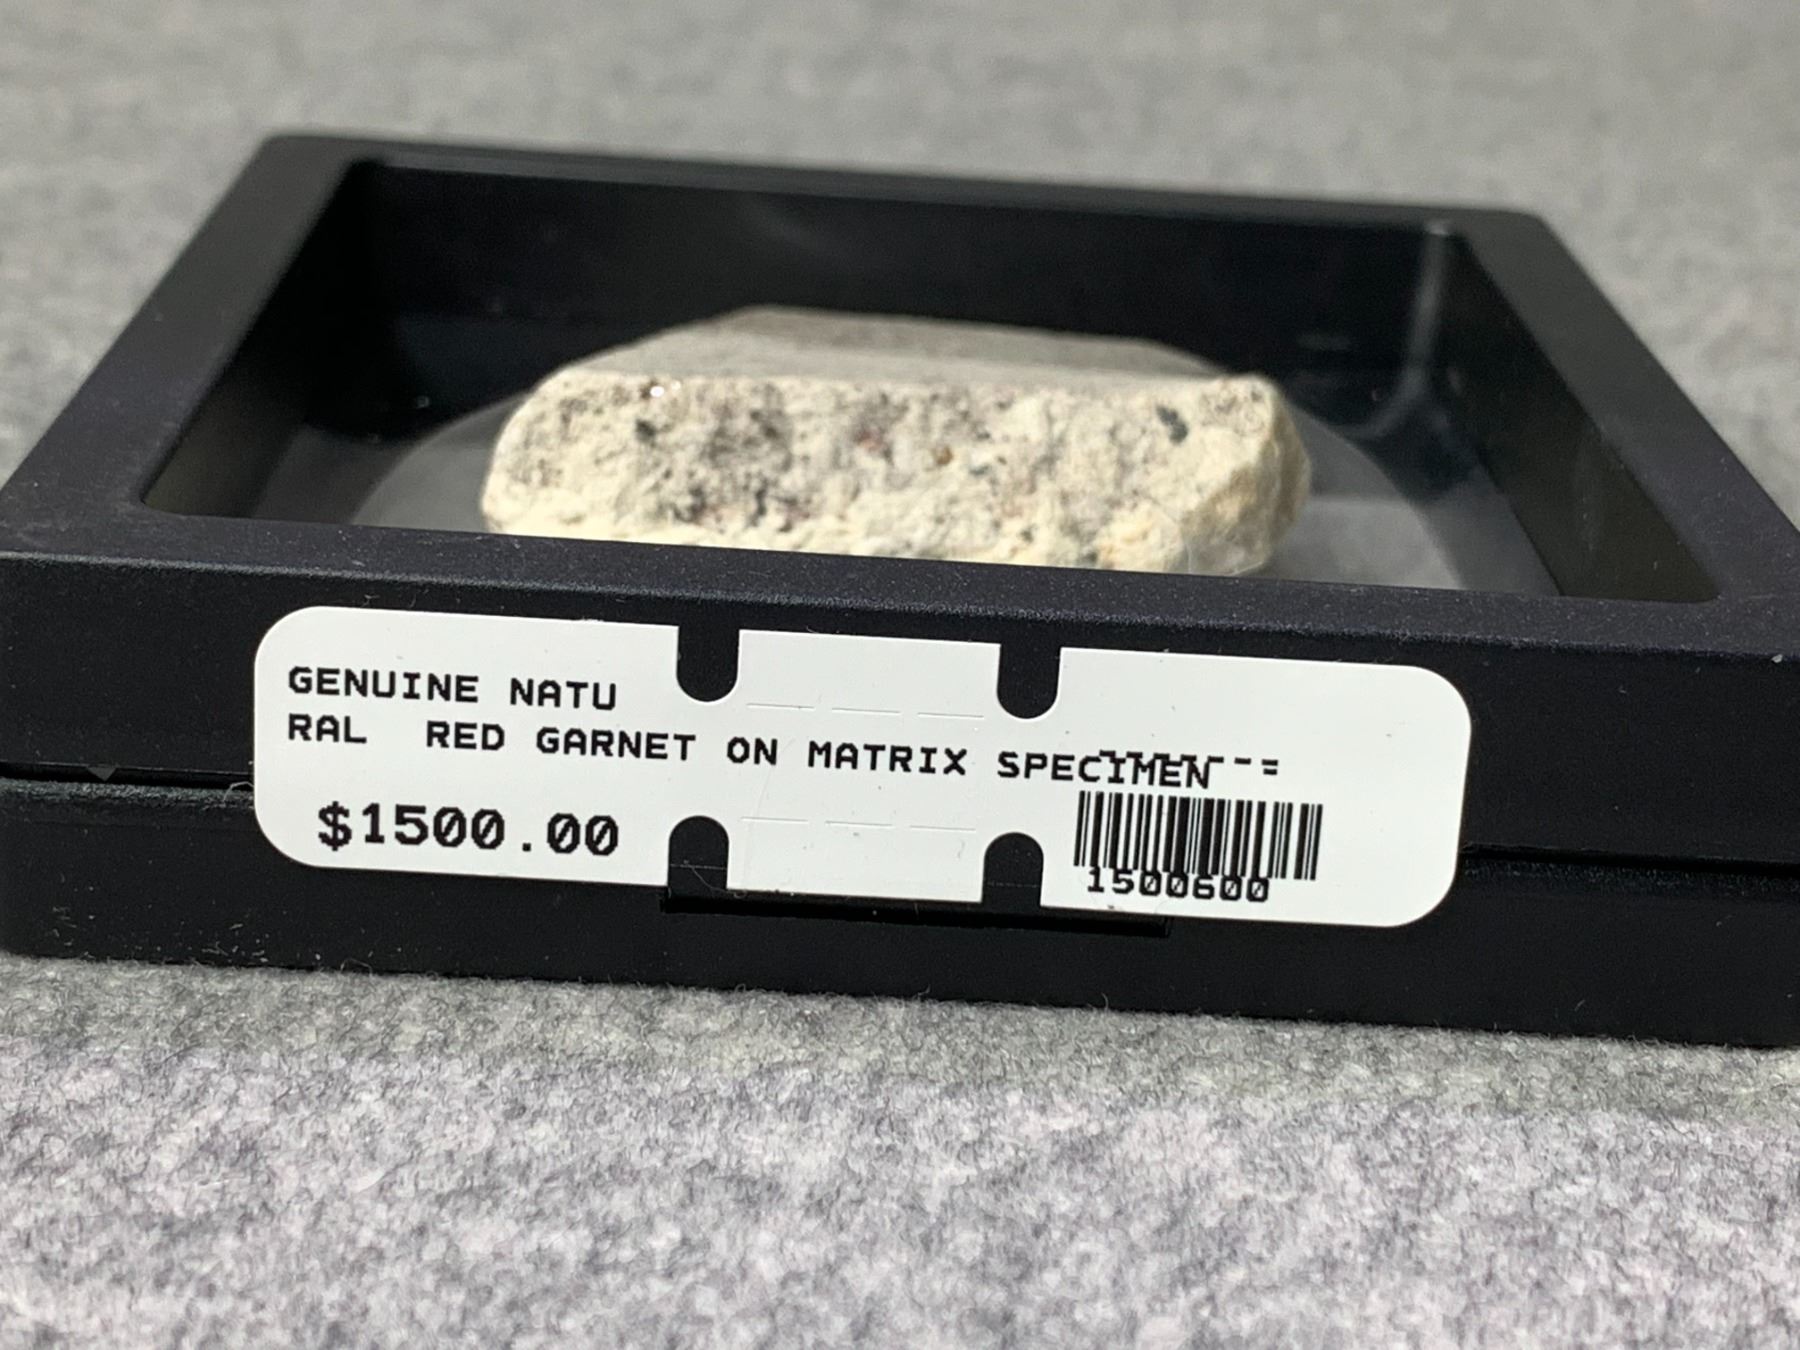 GENUINE NATU
RAL RED GARNET ON MATRIX SPECIMEN
$1500.00
1500600